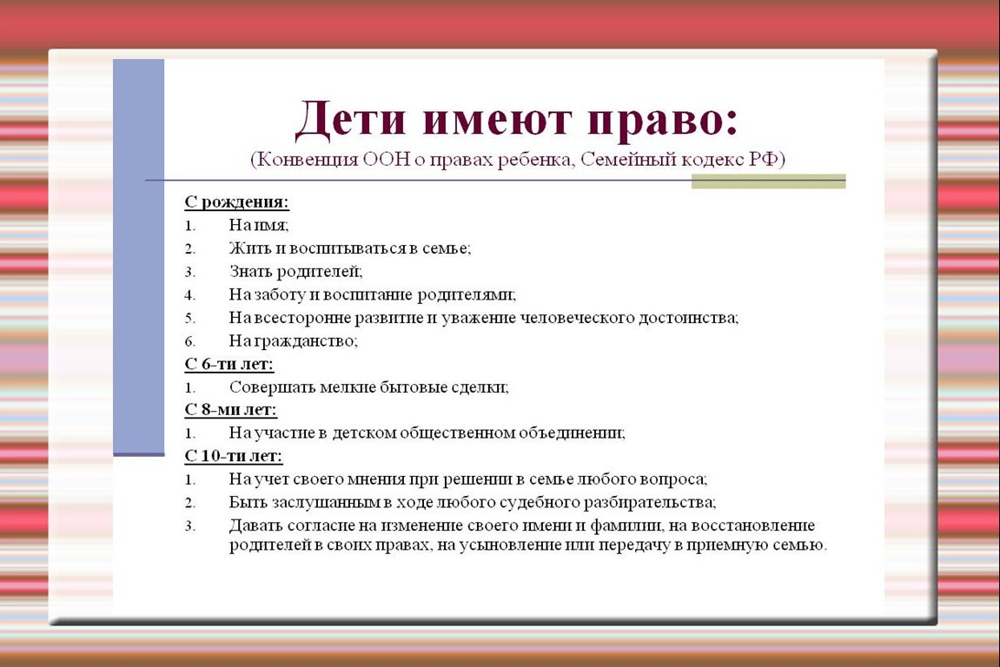 Дети имеют право:
(Конвенция ООН о правах ребенка, Семейный кодекс РФ)
С рождения:
1. На имя;
2. Жить и воспитываться в семье;
3. Знать родителей;
4. На заботу и воспитание родителями;
5. На всесторонне развитие и уважение человеческого достоинства;
6. На гражданство;
С 6-ти лет:
1. Совершать мелкие бытовые сделки;
С 8-ми лет:
1. На участие в детском общественном объединении;
С 10-ти лет:
1. На учет своего мнения при решении в семье любого вопроса;
2. Быть заслушанным в ходе любого судебного разбирательства;
3. Давать согласие на изменение своего имени и фамилии, на восстановление
родителей в своих правах, на усыновление или передачу в приемную семью.